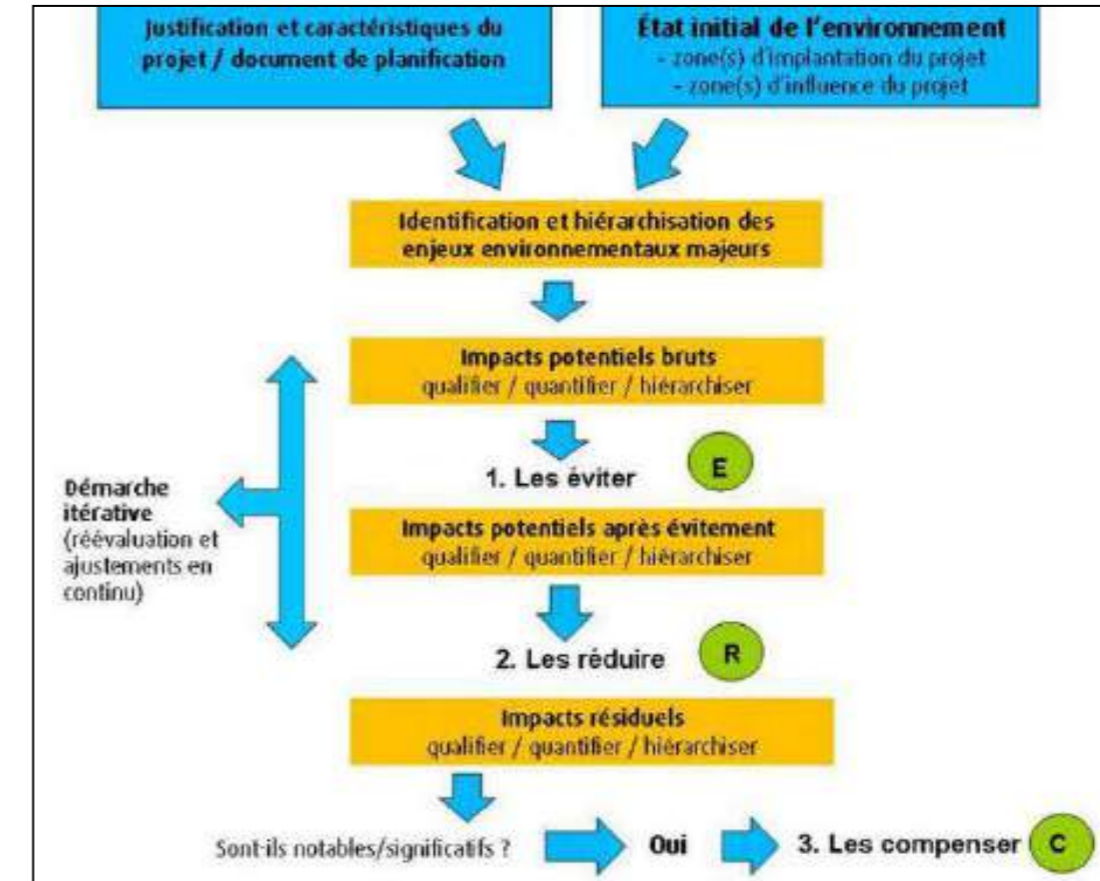 Justification et caractéristiques du
projet / document de planification
État initial de l'environnement
- zone(s) d'implantation du projet
- zone(s) d'influence du projet
Identification et hiérarchisation des
enjeux environnementaux majeurs
Impacts potentiels bruts
qualifier / quantifier / hiérarchiser
1. Les éviter
E
Démarche
itérative
(réévaluation et
ajustements en
continu)
Impacts potentiels après évitement
qualifier / quantifier / hiérarchiser
2. Les réduire
R
Impacts résiduels
qualifier / quantifier / hiérarchiser
Sont-ils notables/significatifs ?
Oui
3. Les compenser
C